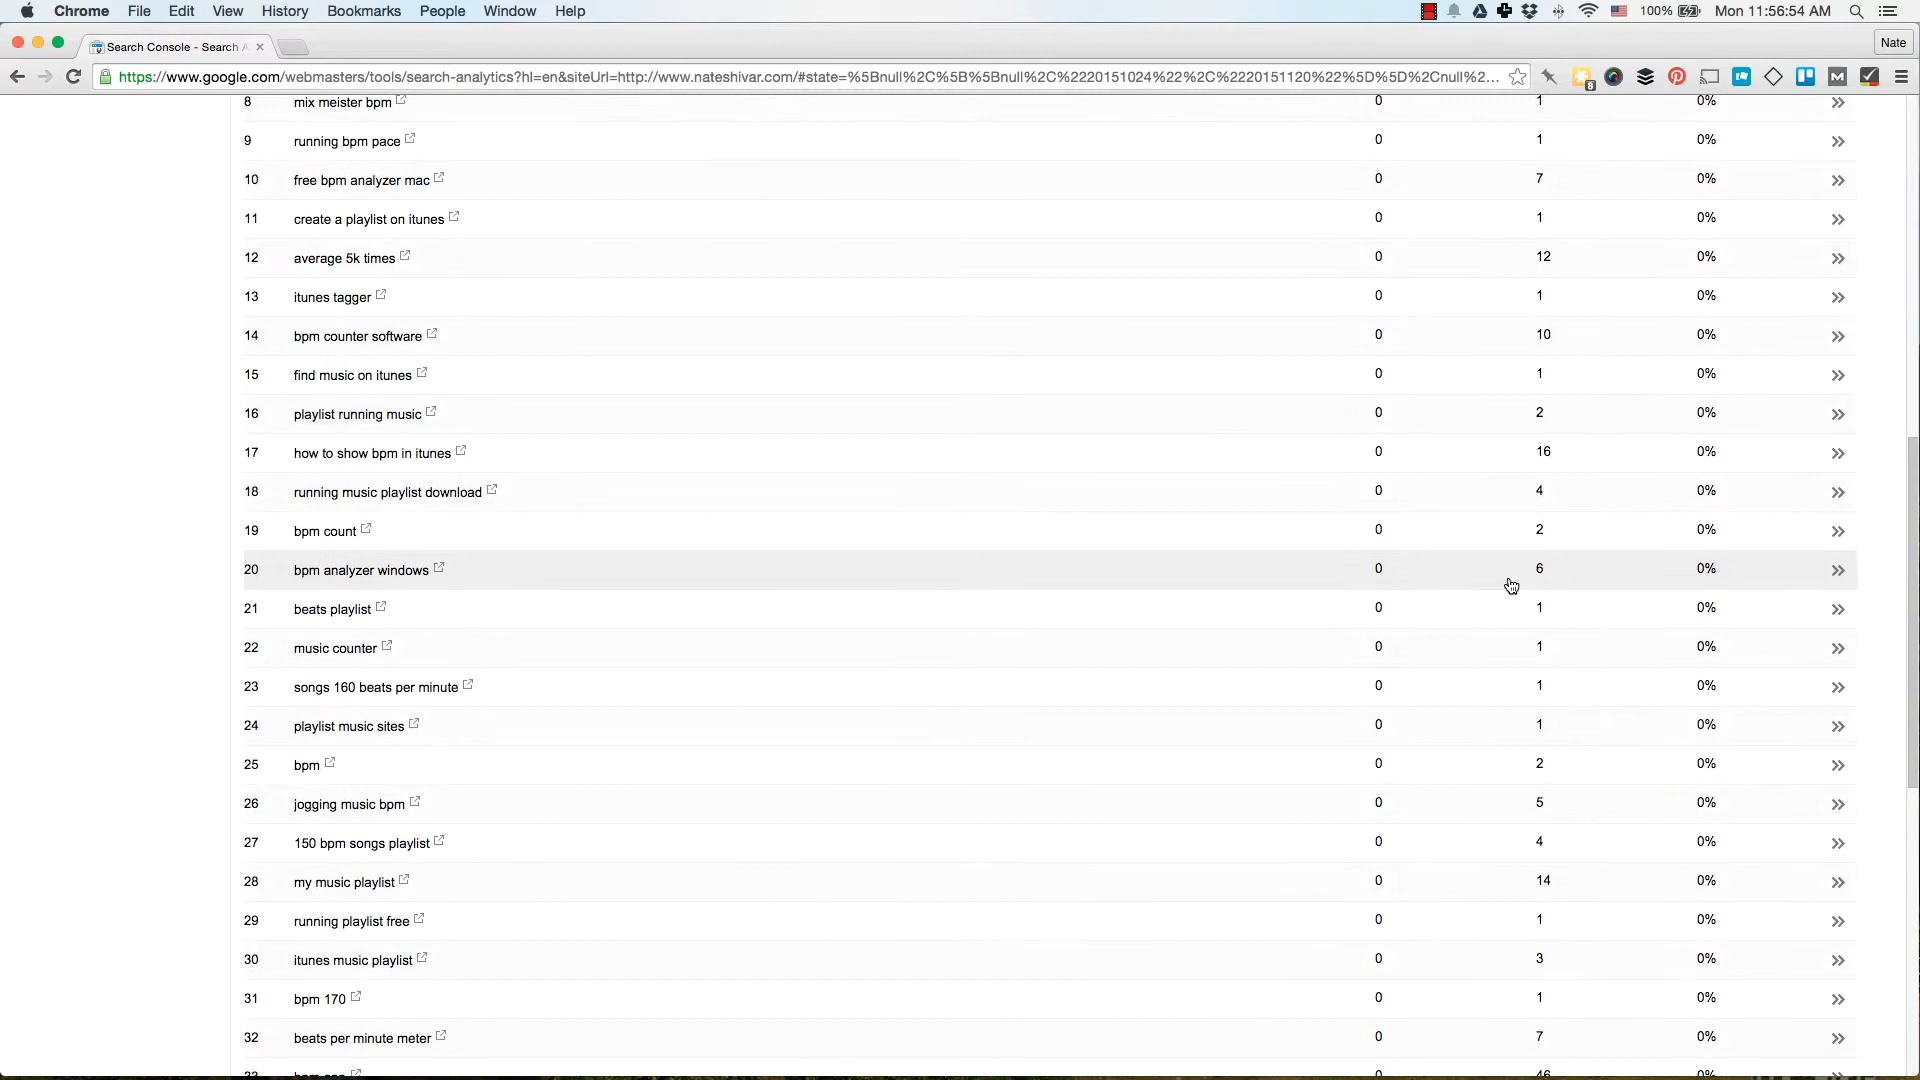 Chrome File Edit View History Bookmarks People Window Help 100% Mon 11:56:54 AM
Search Console - Search A Nate
https://www.google.com/webmasters/tools/search-analytics?hl=en&siteUrl=http://www.nateshivar.com/#state=%5Bnull%2C%5B%5Bnull%2C%2220151024%22%2C%2220151120%22%5D%5D%2Cnull%2... 8
8 mix meister bpm 0 1 0% »
9 running bpm pace 0 1 0% »
10 free bpm analyzer mac 0 7 0% »
11 create a playlist on itunes 0 1 0% »
12 average 5k times 0 12 0% »
13 itunes tagger 0 1 0% »
14 bpm counter software 0 10 0% »
15 find music on itunes 0 1 0% »
16 playlist running music 0 2 0% »
17 how to show bpm in itunes 0 16 0% »
18 running music playlist download 0 4 0% »
19 bpm count 0 2 0% »
20 bpm analyzer windows 0 6 0% »
21 beats playlist 0 1 0% »
22 music counter 0 1 0% »
23 songs 160 beats per minute 0 1 0% »
24 playlist music sites 0 1 0% »
25 bpm 0 2 0% »
26 jogging music bpm 0 5 0% »
27 150 bpm songs playlist 0 4 0% »
28 my music playlist 0 14 0% »
29 running playlist free 0 1 0% »
30 itunes music playlist 0 3 0% »
31 bpm 170 0 1 0% »
32 beats per minute meter 0 7 0% »